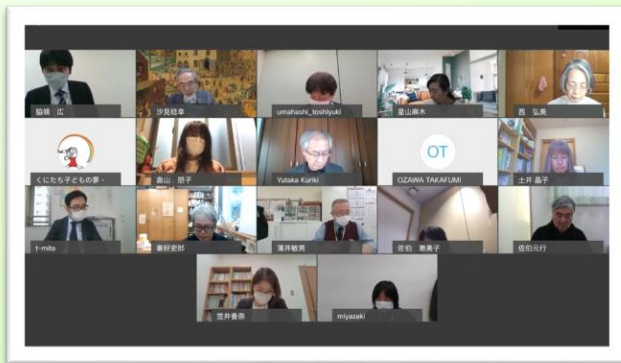 脇領 広
汐見稔幸
umahashi_toshiyuki
星山麻木
西 弘美
くにたち子どもの夢・
畠山 朋子
Yutaka Kuriki
OT
OZAWA TAKAFUMI
土井 晶子
t-mita
秦好史郎
薄井敏男
佐伯 恵美子
佐伯元行
笠井香奈
miyazaki